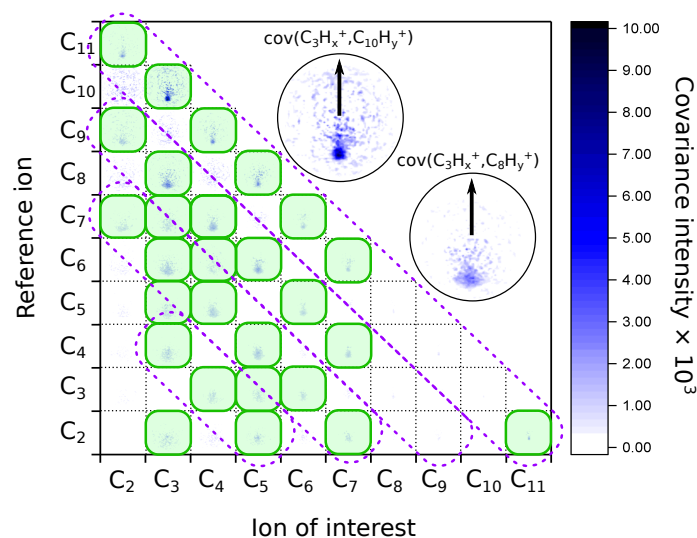 cov(C₃Hₓ⁺,C₁₀Hᵧ⁺)
cov(C₃Hₓ⁺,C₈Hᵧ⁺)
Reference ion
C₁₁
C₁₀
C₉
C₈
C₇
C₆
C₅
C₄
C₃
C₂
C₂ C₃ C₄ C₅ C₆ C₇ C₈ C₉ C₁₀ C₁₁
Ion of interest
10.00
9.00
8.00
7.00
6.00
5.00
4.00
3.00
2.00
1.00
0.00
Covariance intensity × 10³